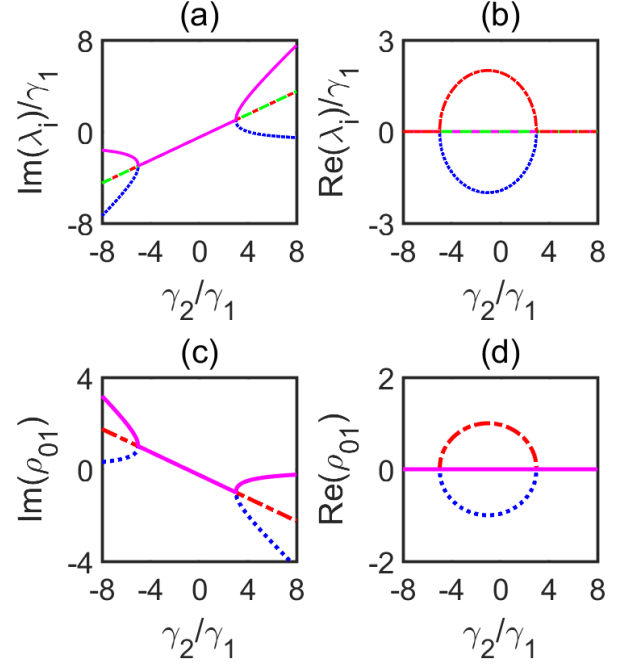 (a)
Im(λᵢ)/γ₁
8
0
-8
-8 -4 0 4 8
γ₂/γ₁
(b)
Re(λᵢ)/γ₁
3
0
-3
-8 -4 0 4 8
γ₂/γ₁
(c)
Im(ρ₀₁)
4
0
-4
-8 -4 0 4 8
γ₂/γ₁
(d)
Re(ρ₀₁)
2
0
-2
-8 -4 0 4 8
γ₂/γ₁